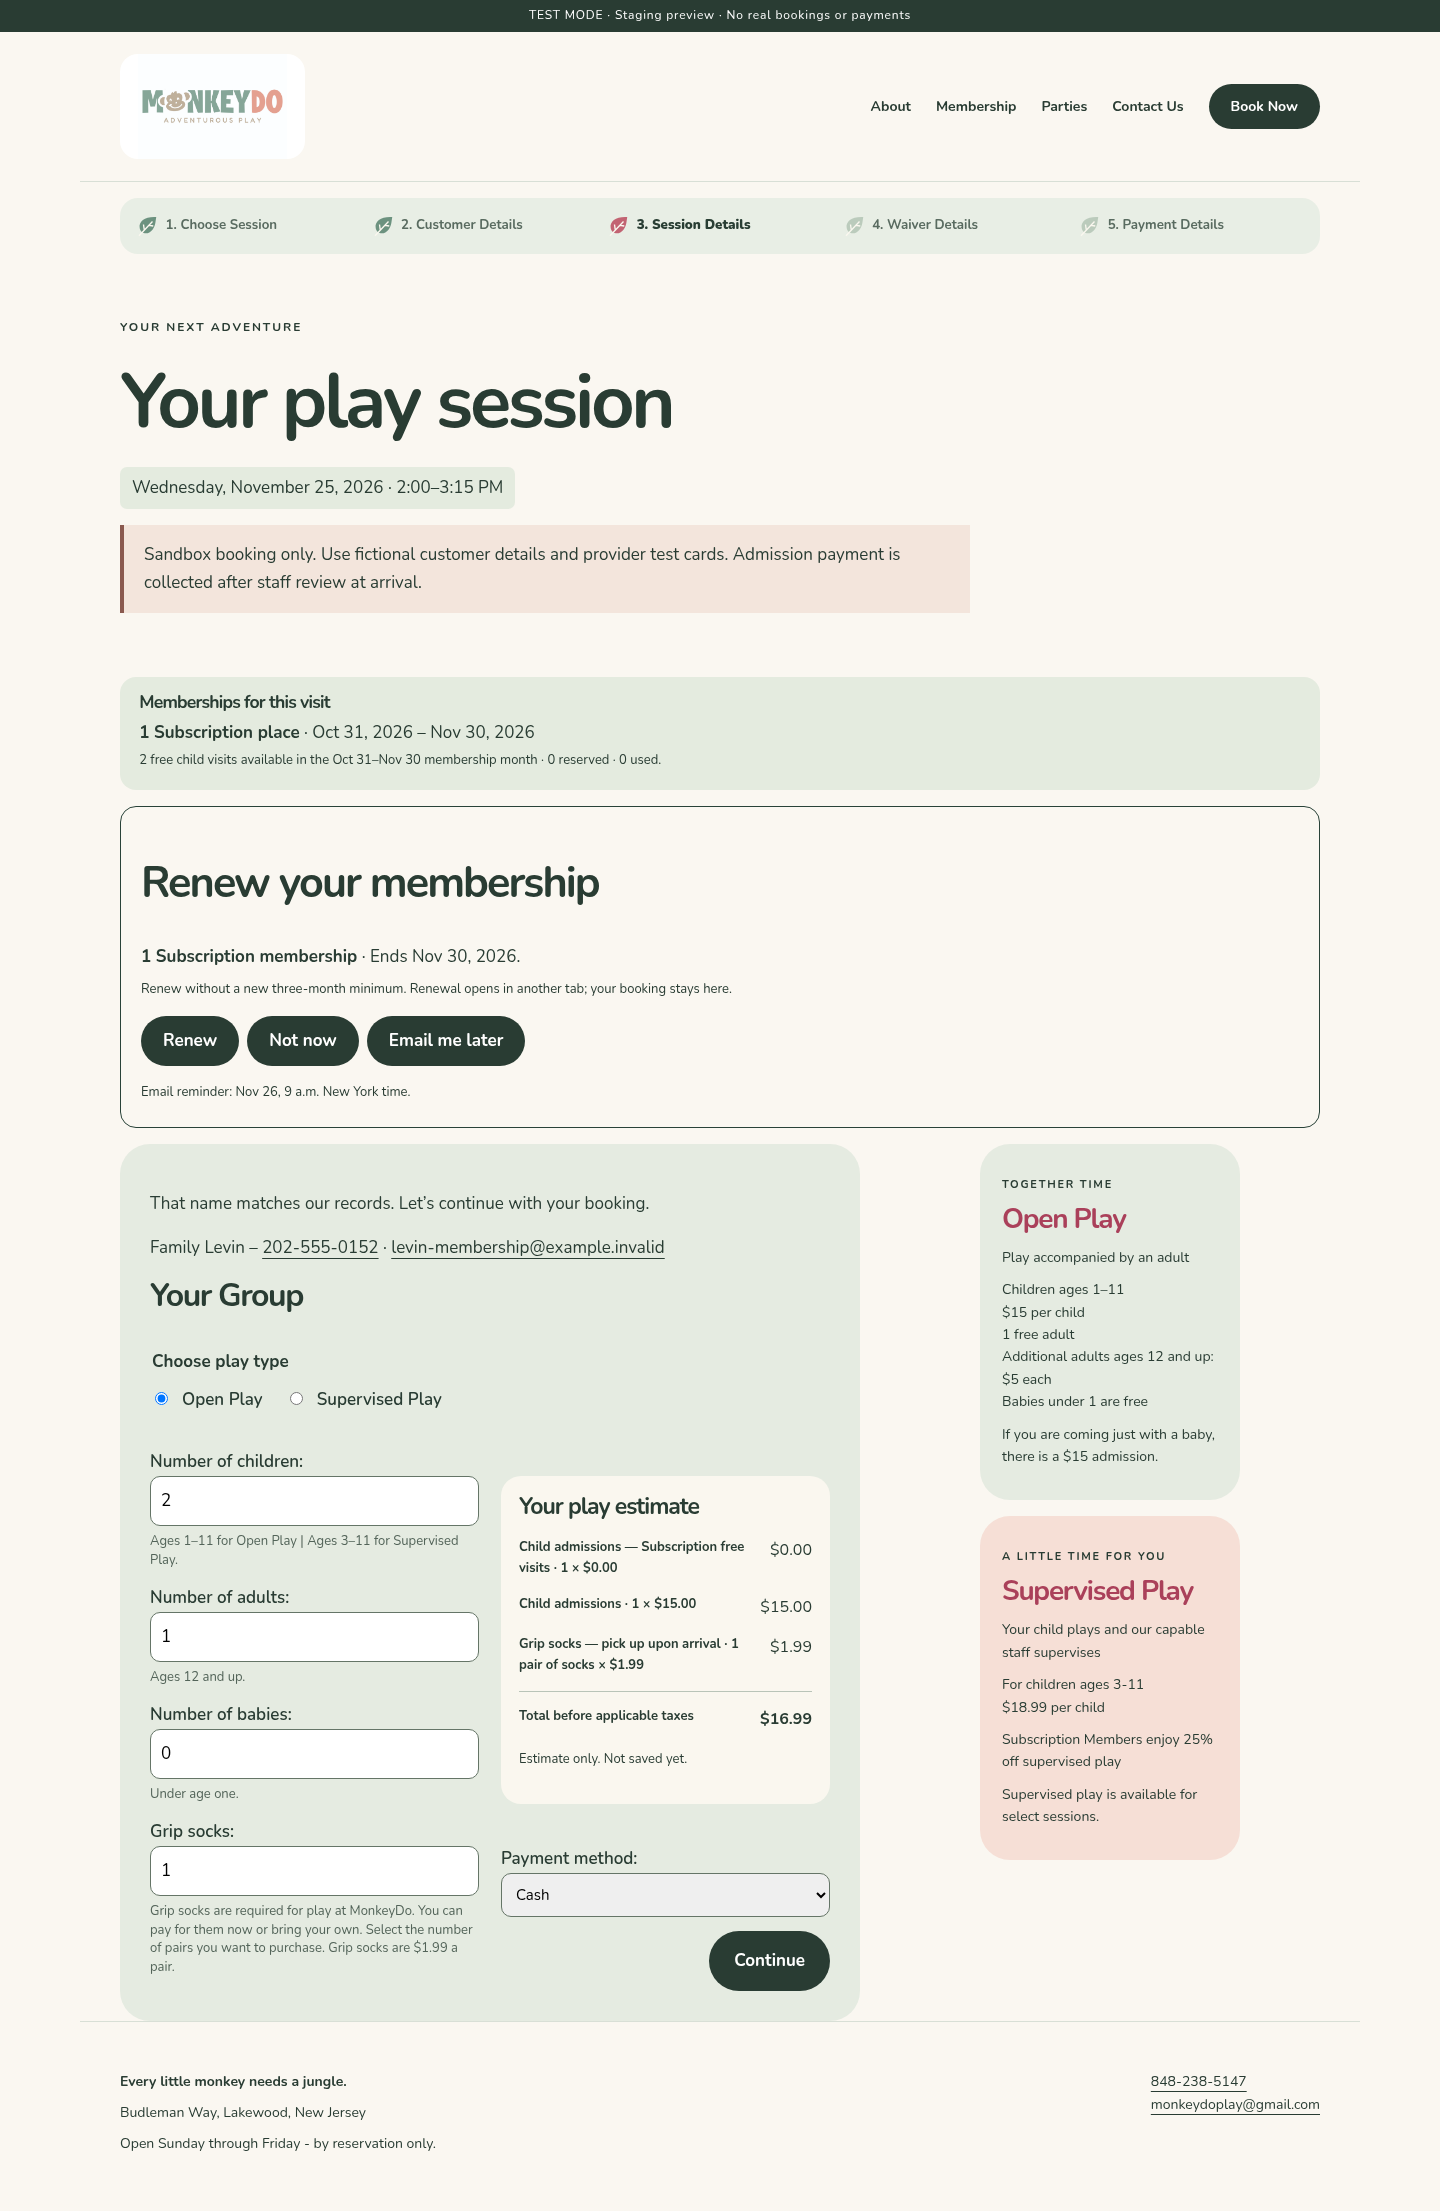 TEST MODE · Staging preview · No real bookings or payments
MONKEYDO
ADVENTUROUS PLAY
About Membership Parties Contact Us Book Now
1. Choose Session 2. Customer Details 3. Session Details 4. Waiver Details 5. Payment Details
YOUR NEXT ADVENTURE
Your play session
Wednesday, November 25, 2026 · 2:00–3:15 PM
Sandbox booking only. Use fictional customer details and provider test cards. Admission payment is
collected after staff review at arrival.
Memberships for this visit
1 Subscription place · Oct 31, 2026 – Nov 30, 2026
2 free child visits available in the Oct 31–Nov 30 membership month · 0 reserved · 0 used.
Renew your membership
1 Subscription membership · Ends Nov 30, 2026.
Renew without a new three-month minimum. Renewal opens in another tab; your booking stays here.
Renew Not now Email me later
Email reminder: Nov 26, 9 a.m. New York time.
That name matches our records. Let’s continue with your booking.
Family Levin – 202-555-0152 · levin-membership@example.invalid
Your Group
Choose play type
Open Play Supervised Play
Number of children:
2
Ages 1–11 for Open Play | Ages 3–11 for Supervised
Play.
Number of adults:
1
Ages 12 and up.
Number of babies:
0
Under age one.
Grip socks:
1
Grip socks are required for play at MonkeyDo. You can
pay for them now or bring your own. Select the number
of pairs you want to purchase. Grip socks are $1.99 a
pair.
Your play estimate
Child admissions — Subscription free
visits · 1 × $0.00 $0.00
Child admissions · 1 × $15.00 $15.00
Grip socks — pick up upon arrival · 1
pair of socks × $1.99 $1.99
Total before applicable taxes $16.99
Estimate only. Not saved yet.
Payment method:
Cash
Continue
TOGETHER TIME
Open Play
Play accompanied by an adult
Children ages 1–11
$15 per child
1 free adult
Additional adults ages 12 and up:
$5 each
Babies under 1 are free
If you are coming just with a baby,
there is a $15 admission.
A LITTLE TIME FOR YOU
Supervised Play
Your child plays and our capable
staff supervises
For children ages 3-11
$18.99 per child
Subscription Members enjoy 25%
off supervised play
Supervised play is available for
select sessions.
Every little monkey needs a jungle.
Budleman Way, Lakewood, New Jersey
Open Sunday through Friday - by reservation only.
848-238-5147
monkeydoplay@gmail.com